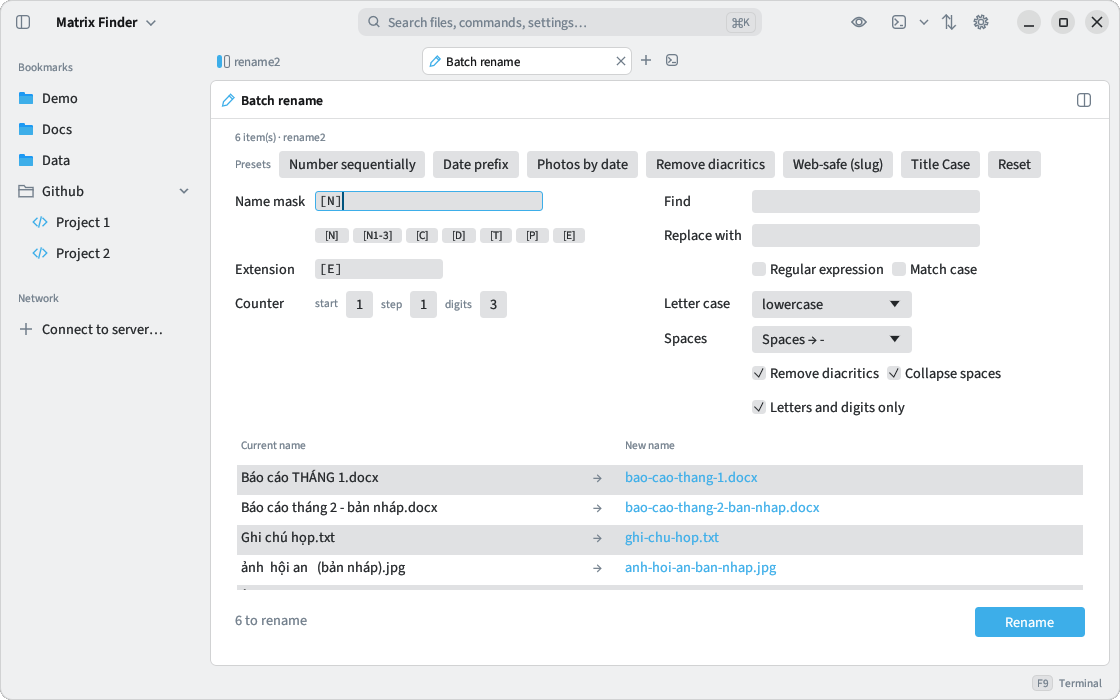 Matrix Finder
Search files, commands, settings…
⌘K
Bookmarks
Demo
Docs
Data
Github
Project 1
Project 2
Network
Connect to server…
rename2
Batch rename
Batch rename
6 item(s) · rename2
Presets Number sequentially Date prefix Photos by date Remove diacritics Web-safe (slug) Title Case Reset
Name mask [N]
[N] [N1-3] [C] [D] [T] [P] [E]
Extension [E]
Counter start 1 step 1 digits 3
Find
Replace with
Regular expression Match case
Letter case lowercase
Spaces Spaces → -
Remove diacritics Collapse spaces
Letters and digits only
Current name New name
Báo cáo THÁNG 1.docx → bao-cao-thang-1.docx
Báo cáo tháng 2 - bản nháp.docx → bao-cao-thang-2-ban-nhap.docx
Ghi chú họp.txt → ghi-chu-hop.txt
ảnh  hội an   (bản nháp).jpg → anh-hoi-an-ban-nhap.jpg
6 to rename
Rename
F9 Terminal